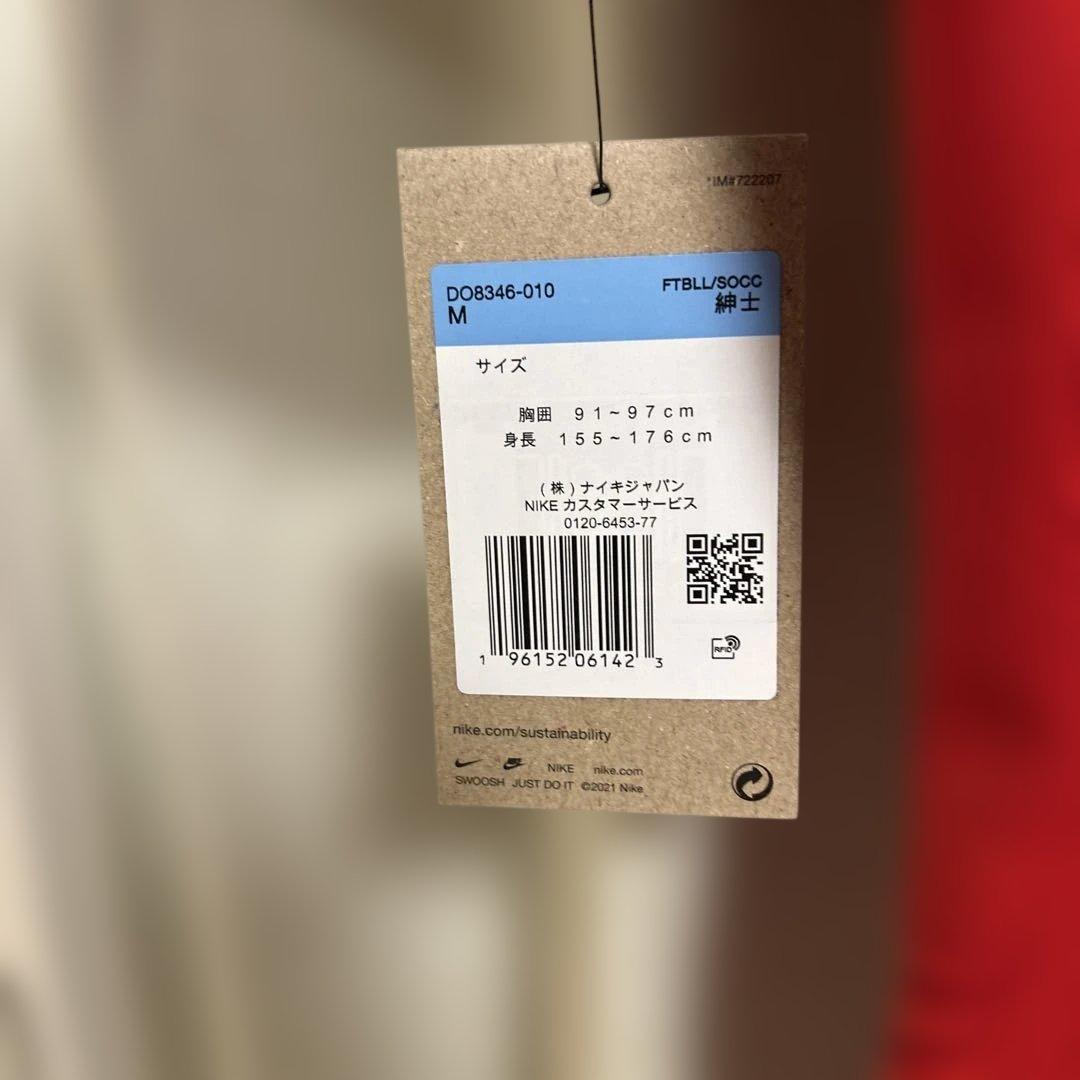 *IM#722207
DO8346-010
FTBLL/SOCC
M
紳士
サイズ
胸囲 91~97cm
身長 155~176cm
(株)ナイキジャパン
NIKE カスタマーサービス
0120-6453-77
1 96152 06142 3
RFID
nike.com/sustainability
NIKE nike.com
SWOOSH JUST DO IT ©2021 Nike